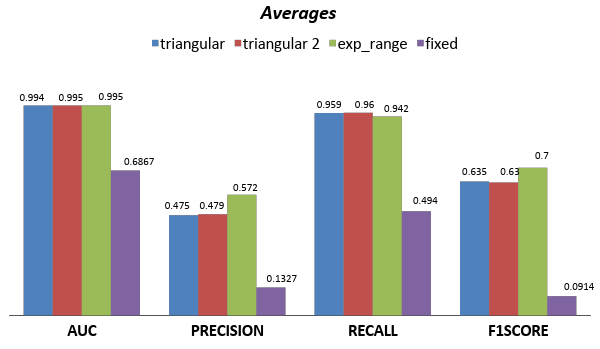 Averages
triangular triangular 2 exp_range fixed
0.994 0.995 0.995 0.6867
0.475 0.479 0.572 0.1327
0.959 0.96 0.942 0.494
0.635 0.63 0.7 0.0914
AUC PRECISION RECALL F1SCORE